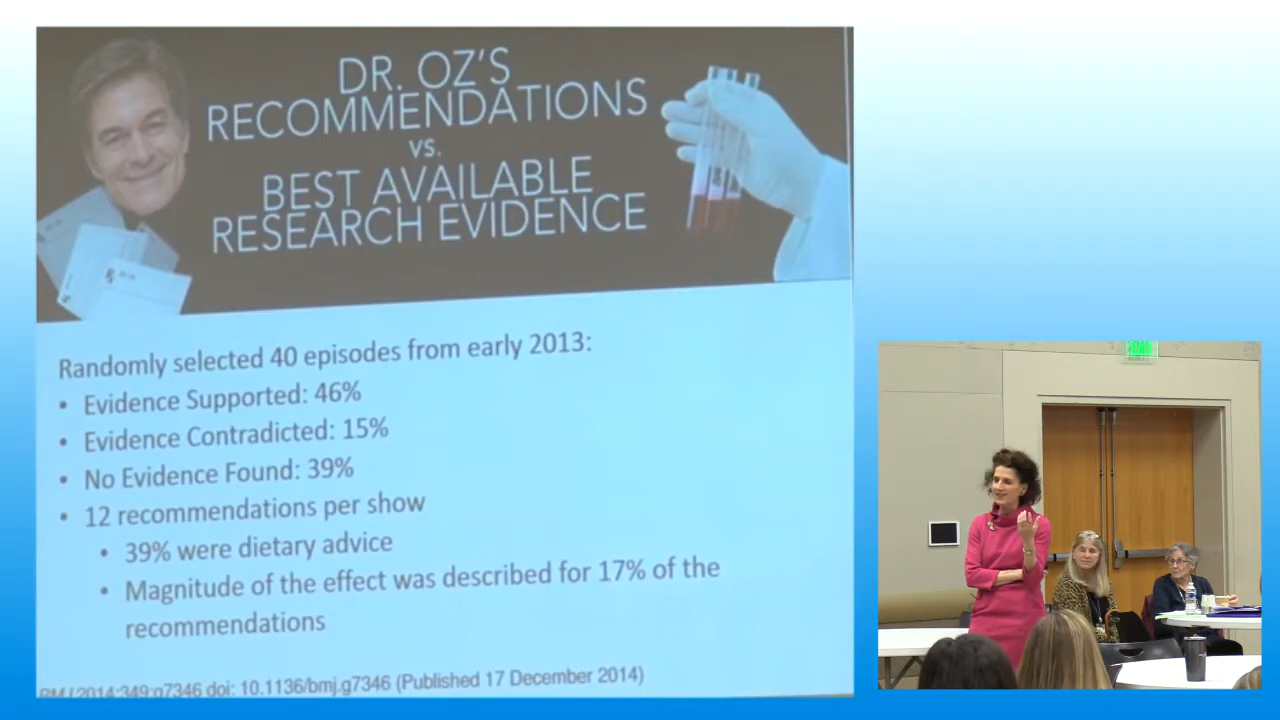 DR. OZ'S
RECOMMENDATIONS
vs.
BEST AVAILABLE
RESEARCH EVIDENCE
Randomly selected 40 episodes from early 2013:
• Evidence Supported: 46%
• Evidence Contradicted: 15%
• No Evidence Found: 39%
• 12 recommendations per show
• 39% were dietary advice
• Magnitude of the effect was described for 17% of the
recommendations
BMJ 2014;349:g7346 doi: 10.1136/bmj.g7346 (Published 17 December 2014)